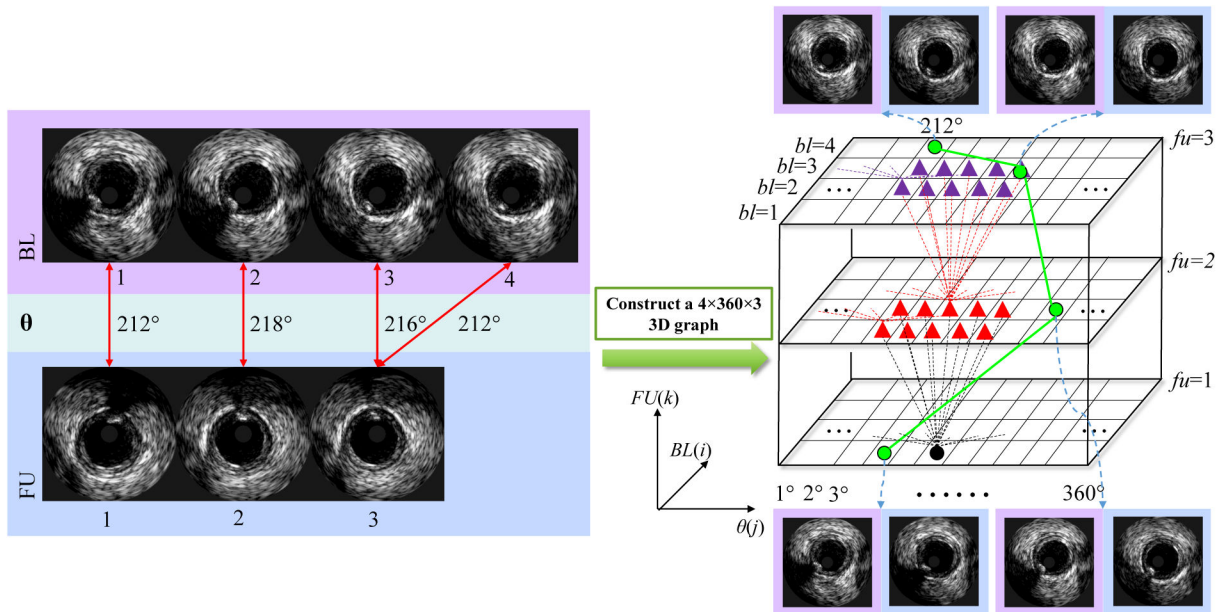 BL
1
2
3
4
θ
212°
218°
216°
212°
FU
1
2
3
Construct a 4×360×3
3D graph
FU(k)
BL(i)
θ(j)
212°
bl=4
bl=3
bl=2
bl=1
fu=3
...
...
fu=2
...
...
fu=1
...
...
1° 2° 3°
......
360°